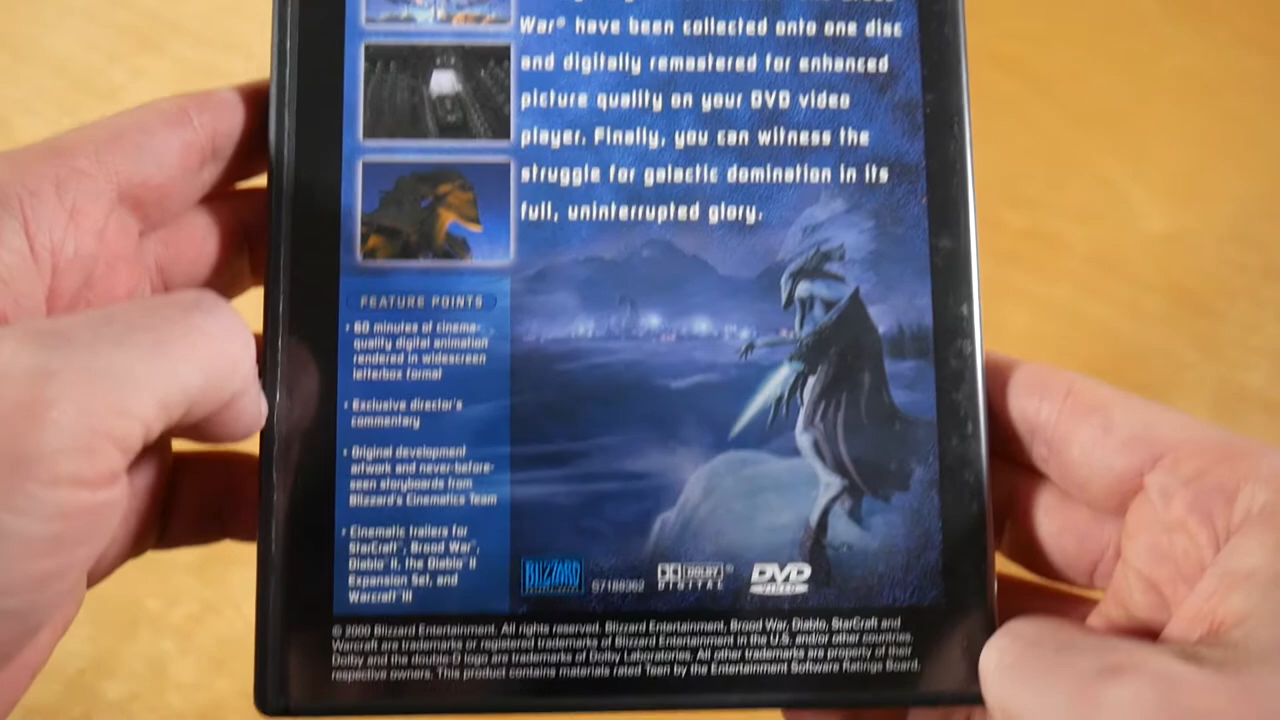 War® have been collected onto one disc
and digitally remastered for enhanced
picture quality on your DVD video
player. Finally, you can witness the
struggle for galactic domination in its
full, uninterrupted glory.
FEATURE POINTS
• 60 minutes of cinema-
quality digital animation
rendered in widescreen
letterbox format
• Exclusive director's
commentary
• Original development
artwork and never-before-
seen storyboards from
Blizzard's Cinematics Team
• Cinematic trailers for
StarCraft™, Brood War™,
Diablo™ II, the Diablo™ II
Expansion Set, and
Warcraft™ III
BLIZZARD
S7188362
DOLBY
DIGITAL
DVD
VIDEO
© 2000 Blizzard Entertainment. All rights reserved. Blizzard Entertainment, Brood War, Diablo, StarCraft and
Warcraft are trademarks or registered trademarks of Blizzard Entertainment in the U.S. and/or other countries.
Dolby and the double-D logo are trademarks of Dolby Laboratories. All other trademarks are property of their
respective owners. This product contains materials rated Teen by the Entertainment Software Ratings Board.